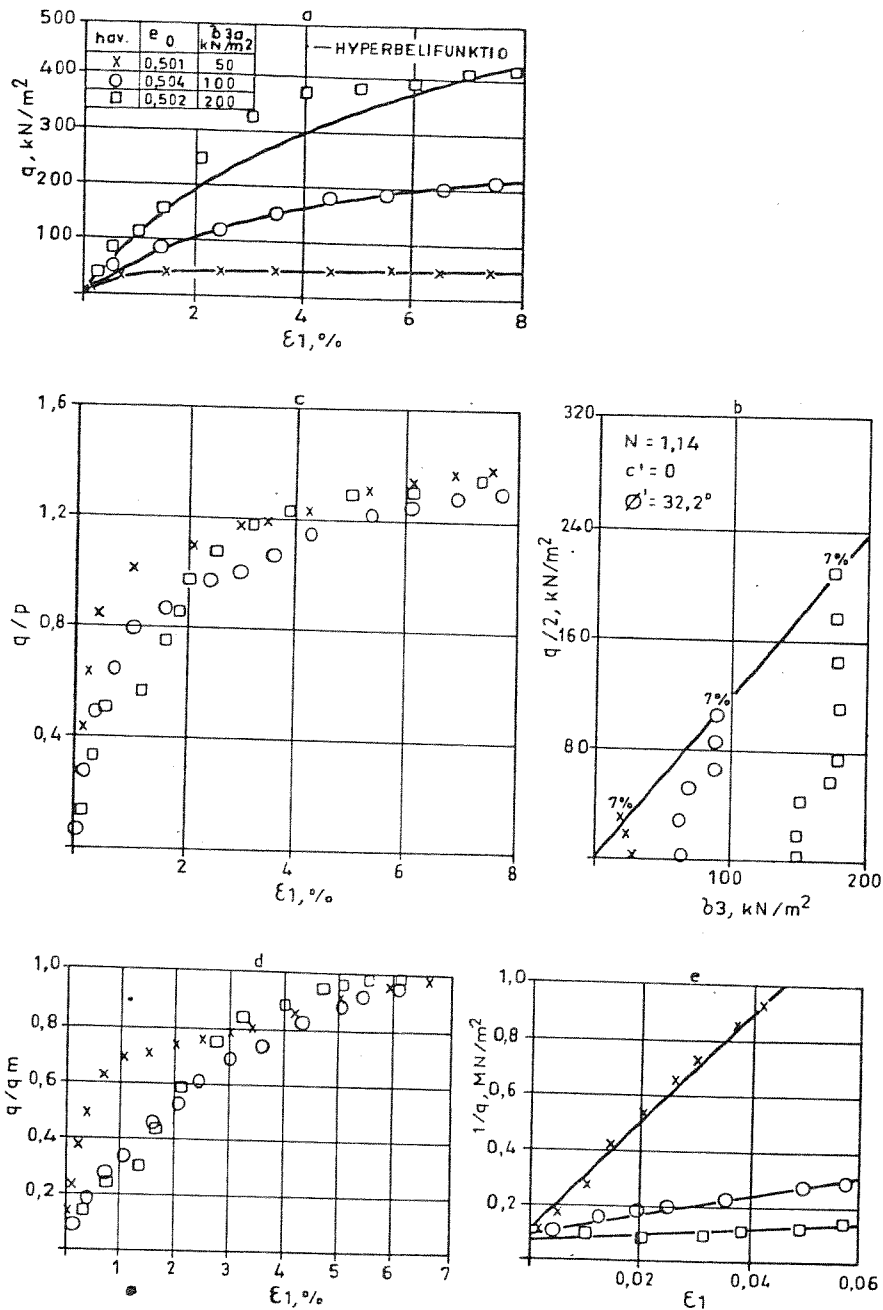 a
500
400
300
200
100
q, kN/m²
hav. e0 б3a kN/m2
x 0,501 50
○ 0,504 100
□ 0,502 200
— HYPERBELIFUNKTIO
2 4 6 8
ε1, %
c
1,6
1,2
0,8
0,4
q/p
2 4 6 8
ε1, %
b
320
240
160
80
q/2, kN/m²
N = 1,14
c' = 0
Ø' = 32,2°
7%
7%
7%
100 200
б3, kN/m²
d
1,0
0,8
0,6
0,4
0,2
q/qm
1 2 3 4 5 6 7
ε1, %
e
1,0
0,8
0,6
0,4
0,2
1/q, MN/m²
0,02 0,04 0,06
ε1